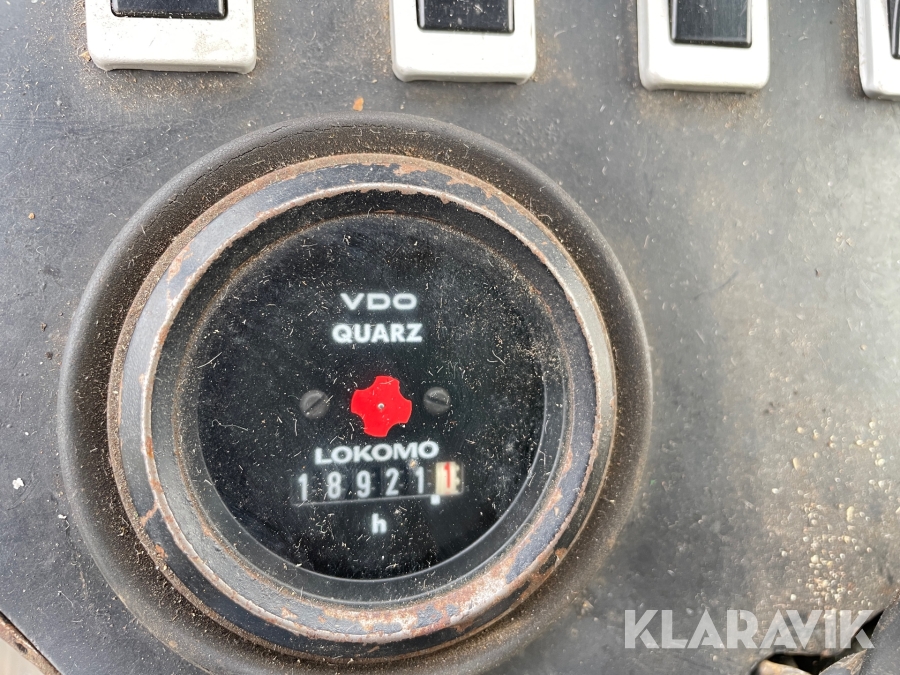 VDO
QUARZ
LOKOMO
189211
h
KLARAVIK